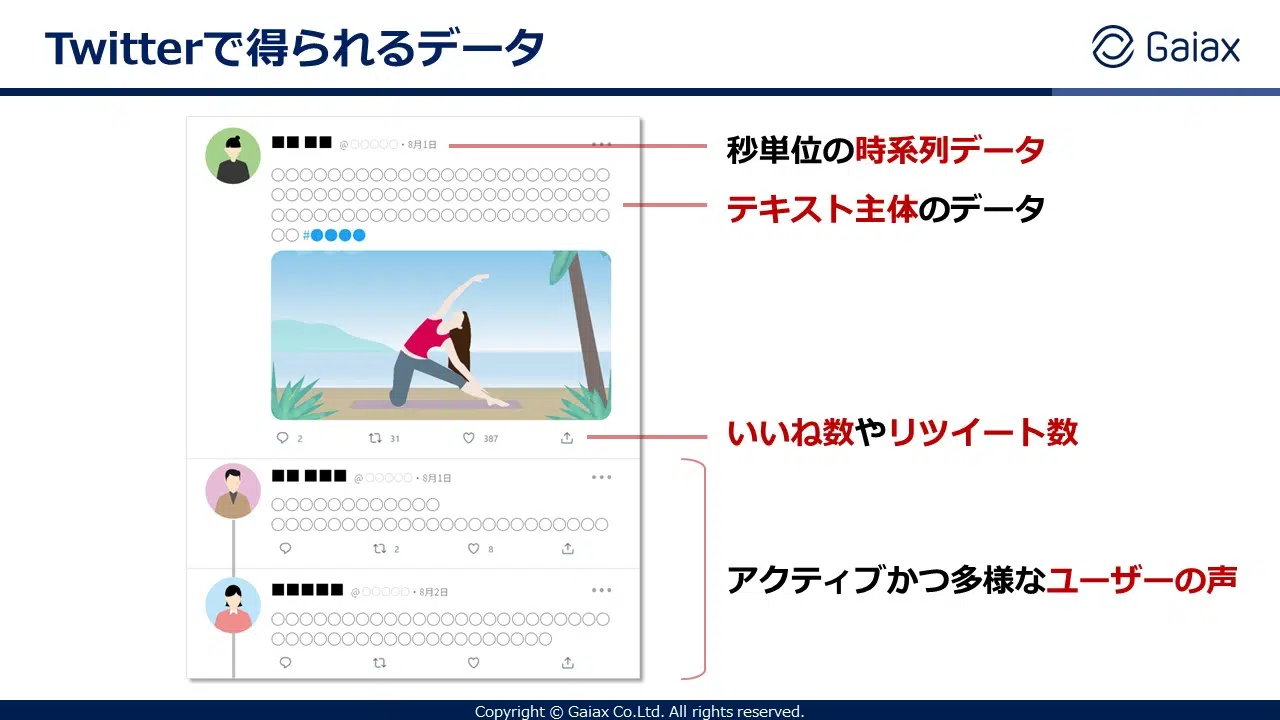 Twitterで得られるデータ
Gaiax
■■ ■■ @○○○○○・8月1日
○○○○○○○○○○○○○○○○○○○○○○○○
○○○○○○○○○○○○○○○○○○○○○○○○
○○○○○○○○○○○○○○○○○○○○○○○○
○○ #●●●●
2 31 387
■■ ■■■ @○○○○○・8月1日
○○○○○○○○○○○○
○○○○○○○○○○○○○○○○○○○○○○○○
2 8
■■■■■ @○○○○○・8月2日
○○○○○○○○○○○○○○○○○○○○○○○○
○○○○○○○○○○○○○○○○○○○○
秒単位の時系列データ
テキスト主体のデータ
いいね数やリツイート数
アクティブかつ多様なユーザーの声
Copyright © Gaiax Co.Ltd. All rights reserved.